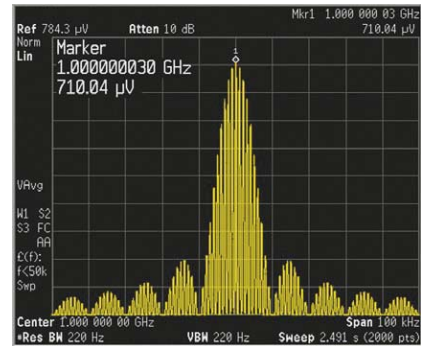 Mkr1 1.000 000 03 GHz
Ref 784.3 µV Atten 10 dB 710.04 µV
Norm
Lin
1
Marker
1.000000030 GHz
710.04 µV
VAvg
W1 S2
S3 FC
AA
£(f):
f<50k
Swp
Center 1.000 000 00 GHz Span 100 kHz
*Res BW 220 Hz VBW 220 Hz Sweep 2.491 s (2000 pts)